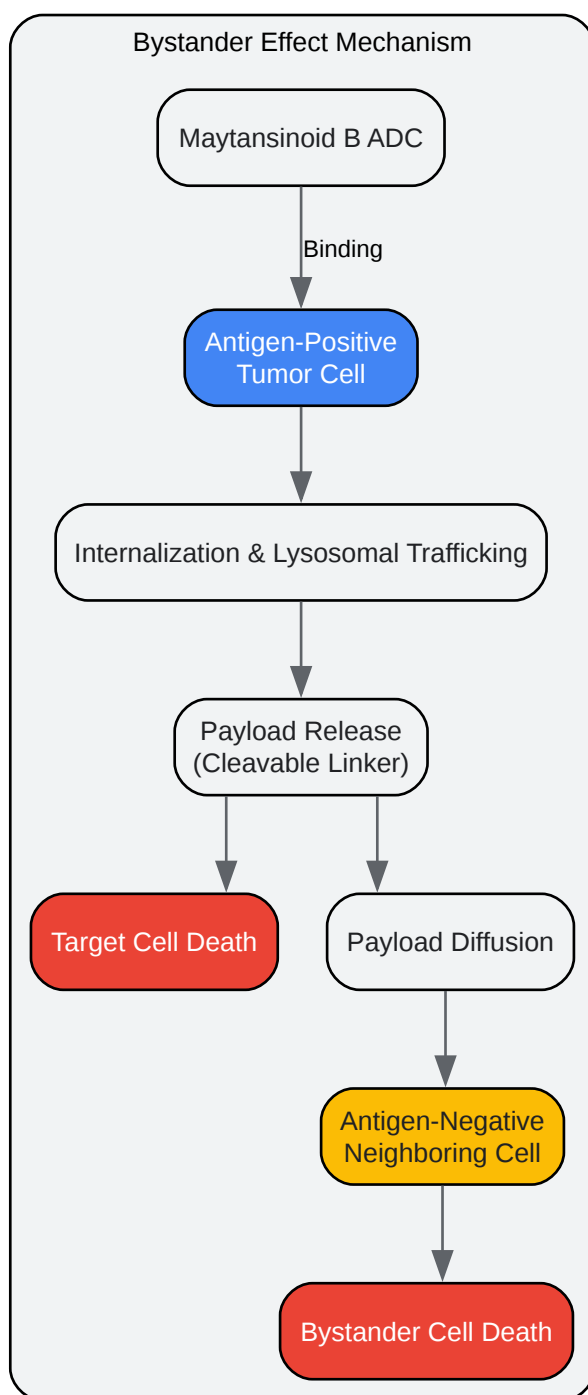 Bystander Effect Mechanism
Maytansinoid B ADC
Binding
Antigen-Positive
Tumor Cell
Internalization & Lysosomal Trafficking
Payload Release
(Cleavable Linker)
Target Cell Death
Payload Diffusion
Antigen-Negative
Neighboring Cell
Bystander Cell Death